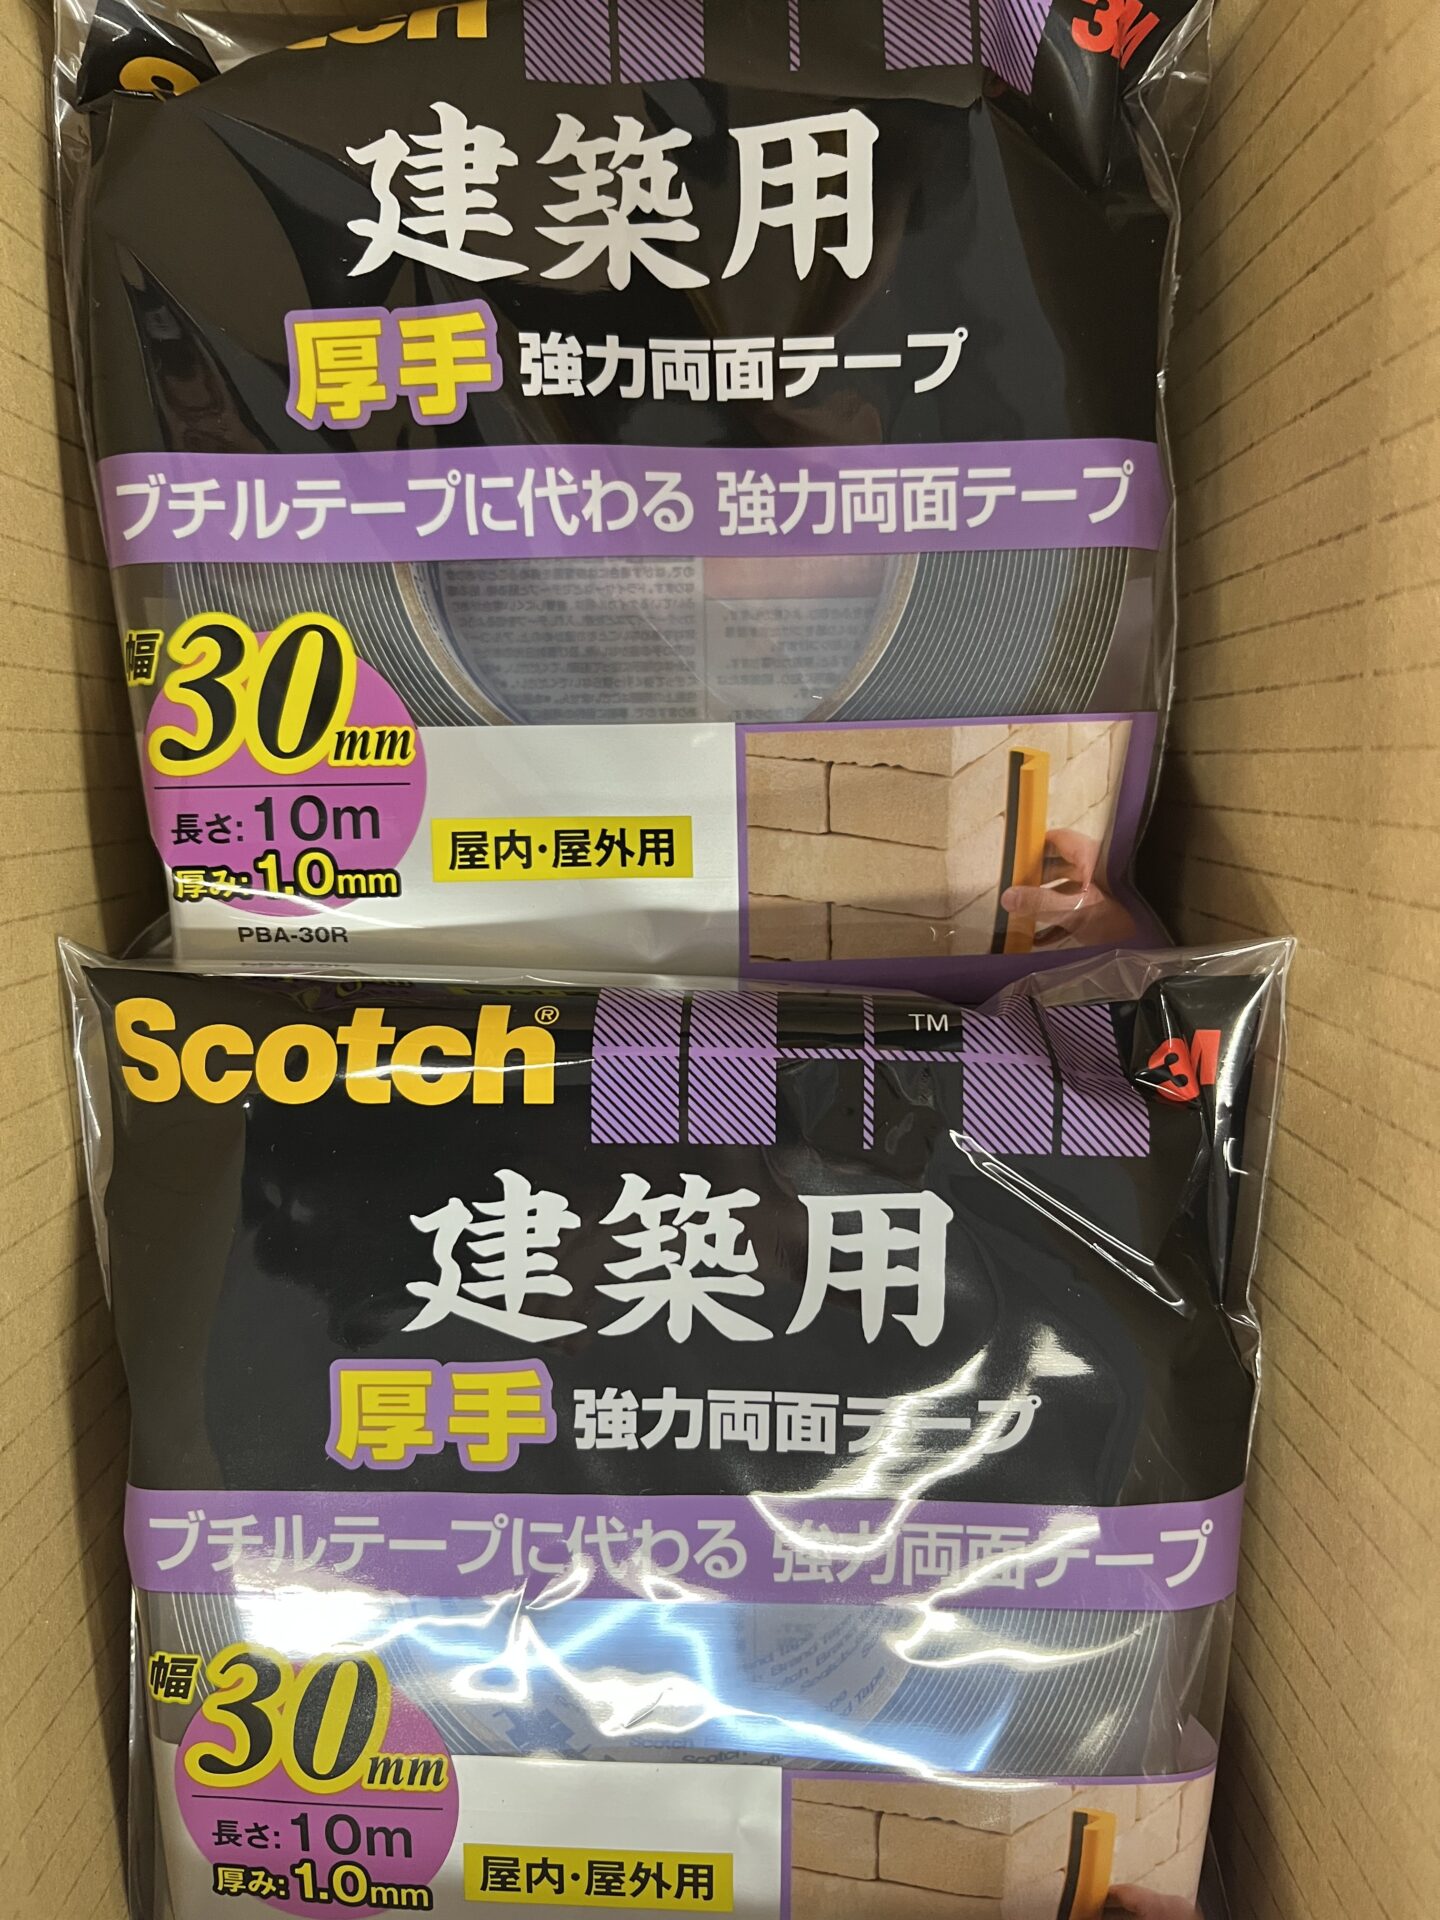 Scotch
3M
建築用
厚手 強力両面テープ
ブチルテープに代わる 強力両面テープ
幅 30mm
長さ: 10m
厚み: 1.0mm
屋内・屋外用
PBA-30R
Scotch® ™ 3M
建築用
厚手 強力両面テープ
ブチルテープに代わる 強力両面テープ
Scotch
幅 30mm
長さ: 10m
厚み: 1.0mm
屋内・屋外用